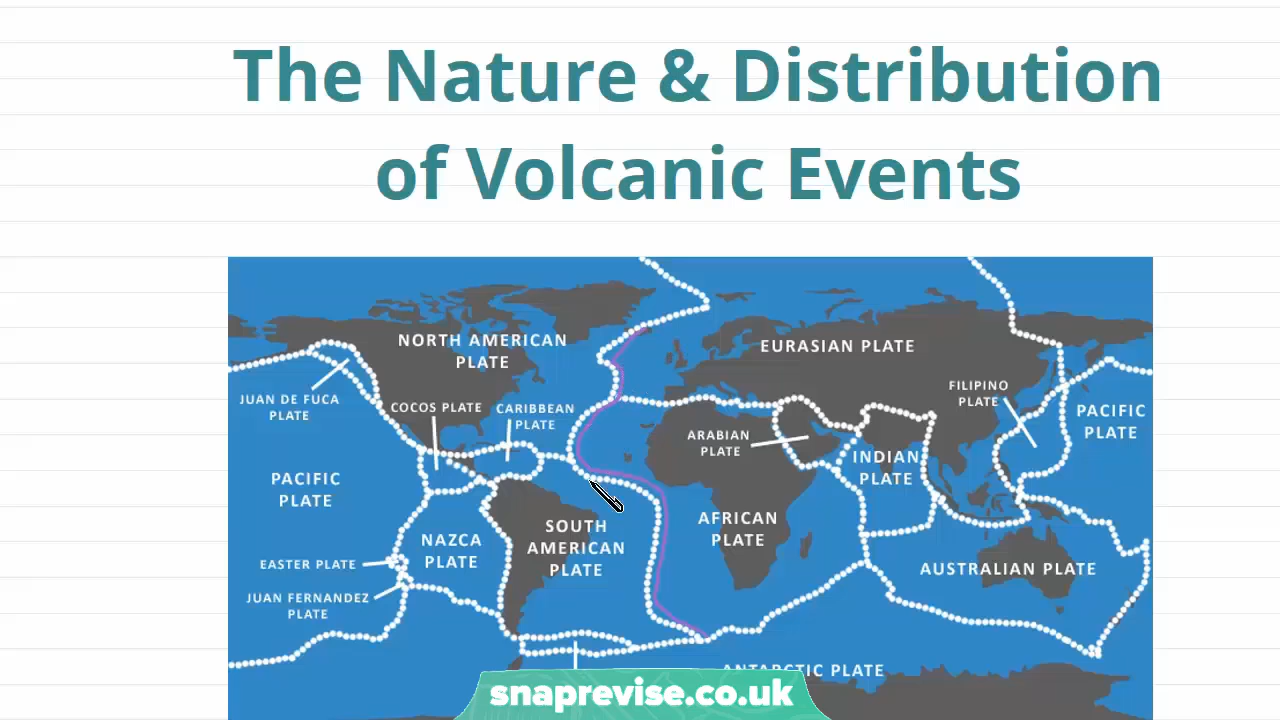 The Nature & Distribution
of Volcanic Events
NORTH AMERICAN
PLATE
EURASIAN PLATE
JUAN DE FUCA
PLATE
COCOS PLATE
CARIBBEAN
PLATE
FILIPINO
PLATE
PACIFIC
PLATE
ARABIAN
PLATE
INDIAN
PLATE
PACIFIC
PLATE
SOUTH
AMERICAN
PLATE
AFRICAN
PLATE
NAZCA
PLATE
EASTER PLATE
AUSTRALIAN PLATE
JUAN FERNANDEZ
PLATE
ANTARCTIC PLATE
snaprevise.co.uk